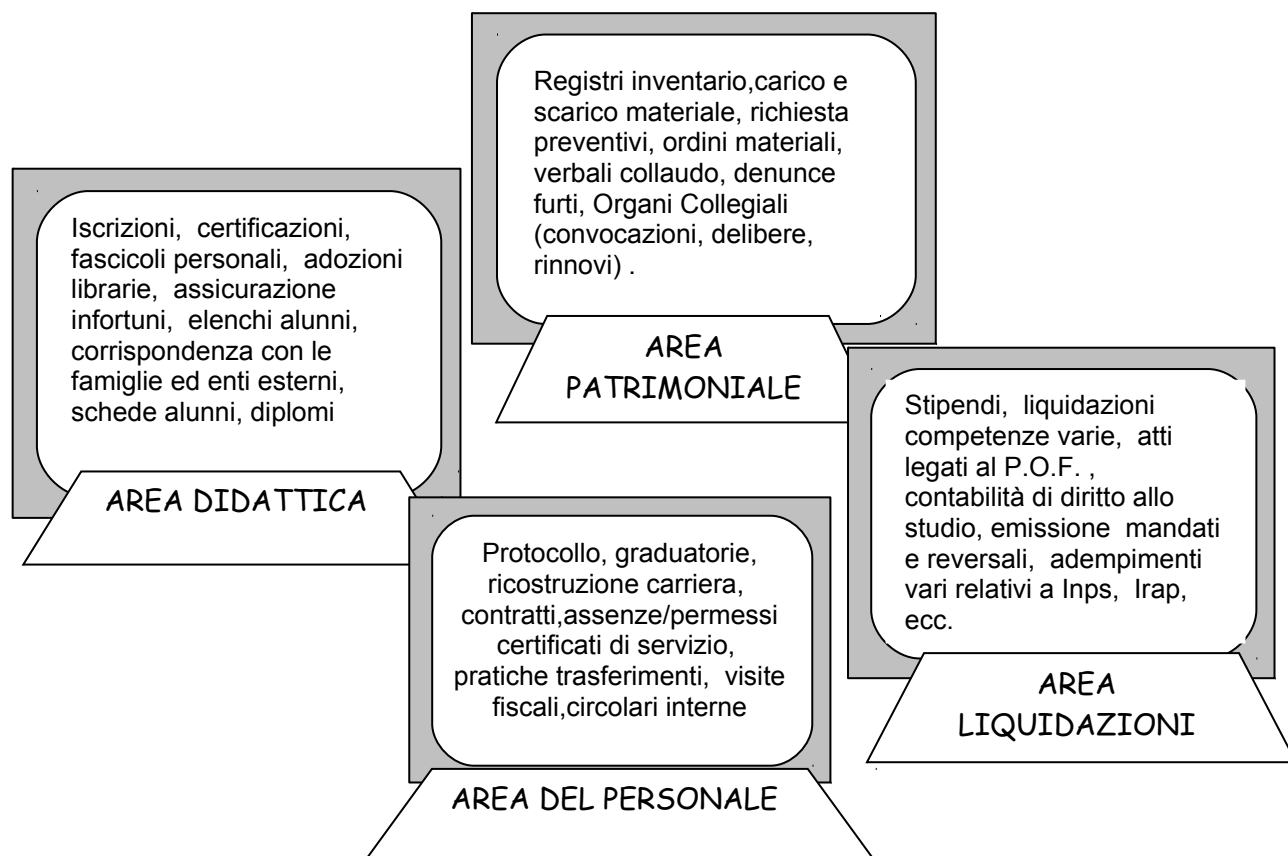 Registri inventario,carico e
scarico materiale, richiesta
preventivi, ordini materiali,
verbali collaudo, denunce
furti, Organi Collegiali
(convocazioni, delibere,
rinnovi) .
AREA
PATRIMONIALE
Iscrizioni, certificazioni,
fascicoli personali, adozioni
librarie, assicurazione
infortuni, elenchi alunni,
corrispondenza con le
famiglie ed enti esterni,
schede alunni, diplomi
AREA DIDATTICA
Stipendi, liquidazioni
competenze varie, atti
legati al P.O.F. ,
contabilità di diritto allo
studio, emissione mandati
e reversali, adempimenti
vari relativi a Inps, Irap,
ecc.
AREA
LIQUIDAZIONI
Protocollo, graduatorie,
ricostruzione carriera,
contratti,assenze/permessi
certificati di servizio,
pratiche trasferimenti, visite
fiscali,circolari interne
AREA DEL PERSONALE